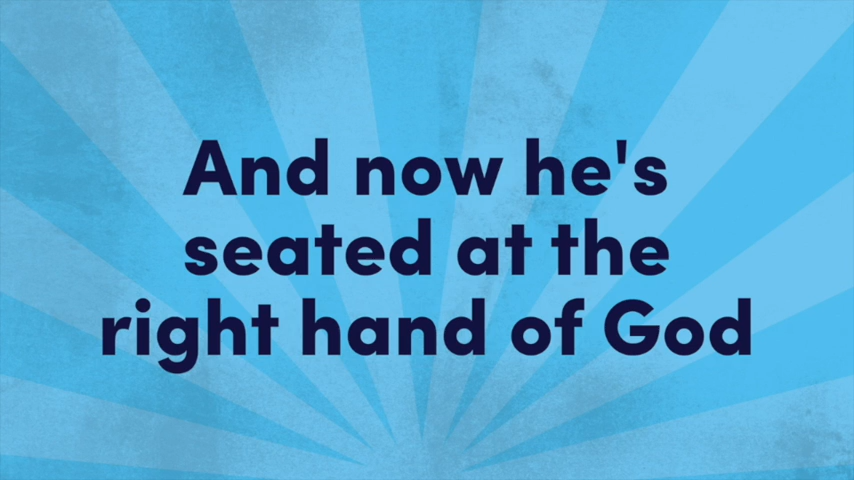 And now he's
seated at the
right hand of God